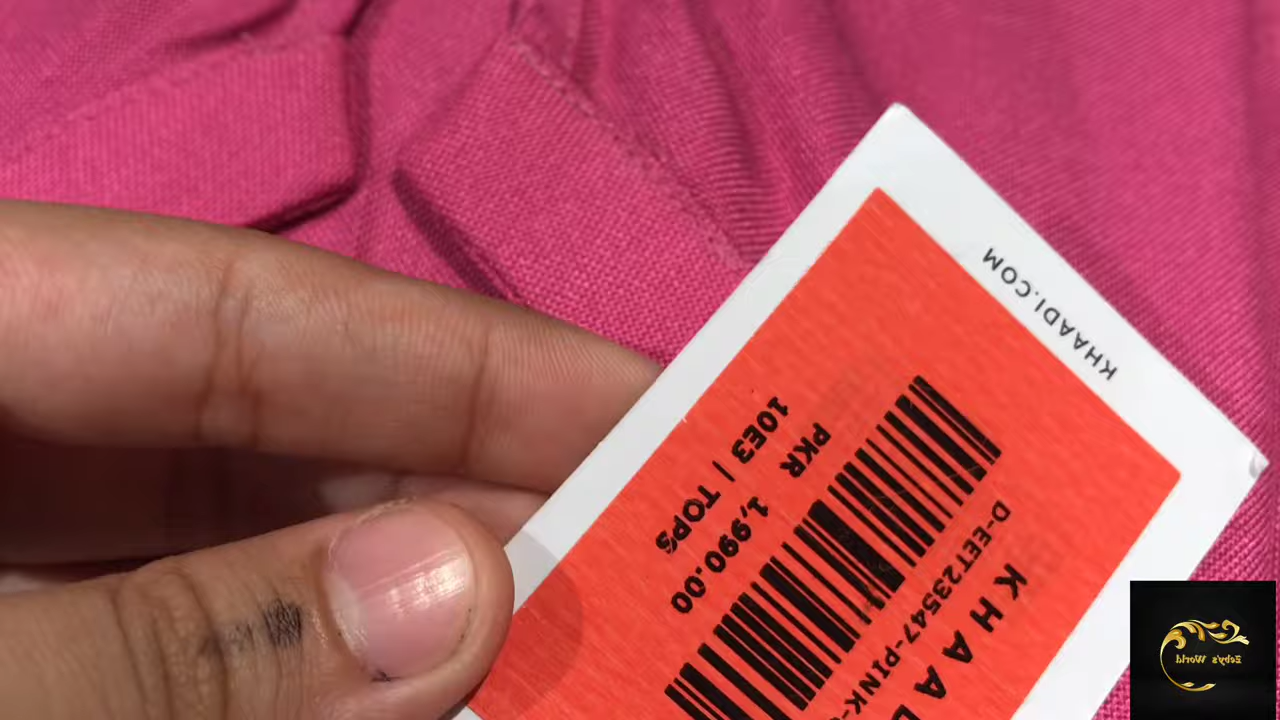 KHAADI.COM
KHAAD
D-EET23547-PINK-
PKR 1,990.00
10E3 | TOPS
Zeby's World